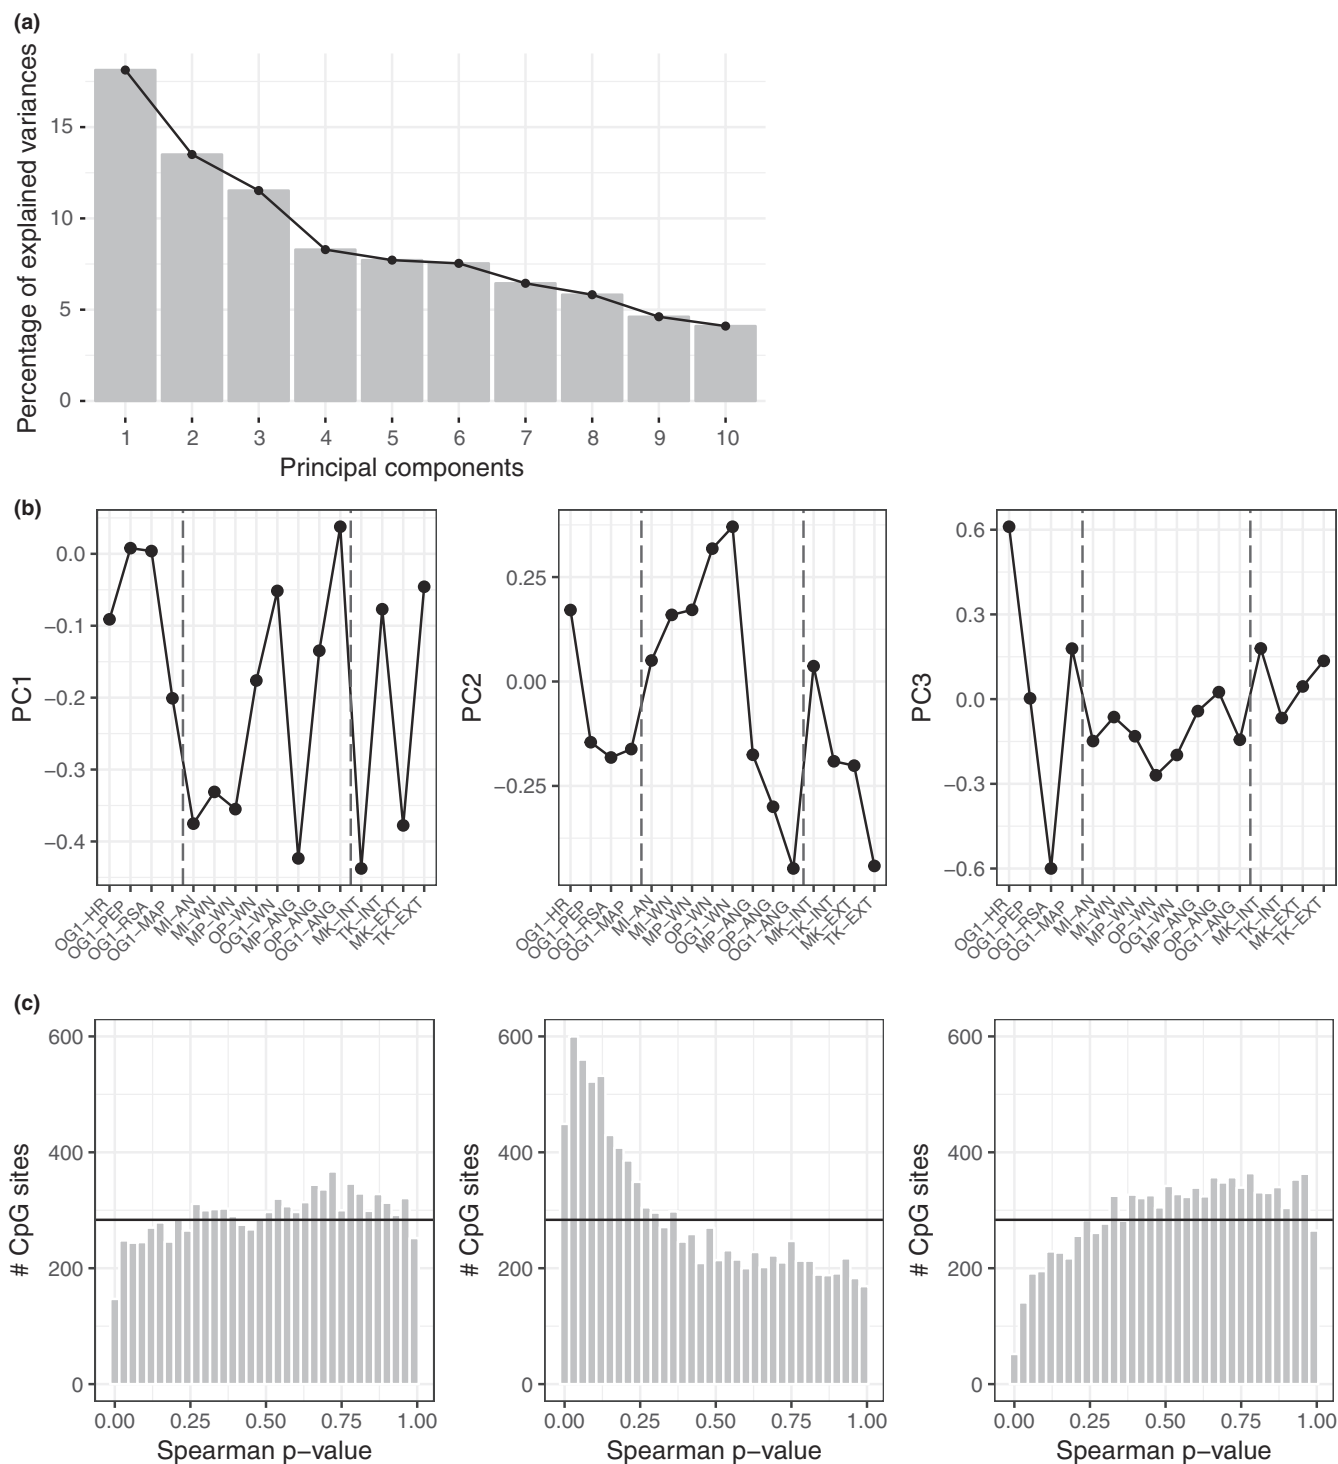 (a)
Percentage of explained variances
15
10
5
0
1 2 3 4 5 6 7 8 9 10
Principal components
(b)
PC1
0.0
−0.1
−0.2
−0.3
−0.4
OG1−HR
OG1−PEP
OG1−RSA
OG1−MAP
MI−AN
MI−WN
MP−WN
OP−WN
OG1−WN
MP−ANG
OP−ANG
OG1−ANG
MK−INT
TK−INT
MK−EXT
TK−EXT
PC2
0.25
0.00
−0.25
OG1−HR
OG1−PEP
OG1−RSA
OG1−MAP
MI−AN
MI−WN
MP−WN
OP−WN
OG1−WN
MP−ANG
OP−ANG
OG1−ANG
MK−INT
TK−INT
MK−EXT
TK−EXT
PC3
0.6
0.3
0.0
−0.3
−0.6
OG1−HR
OG1−PEP
OG1−RSA
OG1−MAP
MI−AN
MI−WN
MP−WN
OP−WN
OG1−WN
MP−ANG
OP−ANG
OG1−ANG
MK−INT
TK−INT
MK−EXT
TK−EXT
(c)
# CpG sites
600
400
200
0
0.00 0.25 0.50 0.75 1.00
Spearman p−value
# CpG sites
600
400
200
0
0.00 0.25 0.50 0.75 1.00
Spearman p−value
# CpG sites
600
400
200
0
0.00 0.25 0.50 0.75 1.00
Spearman p−value